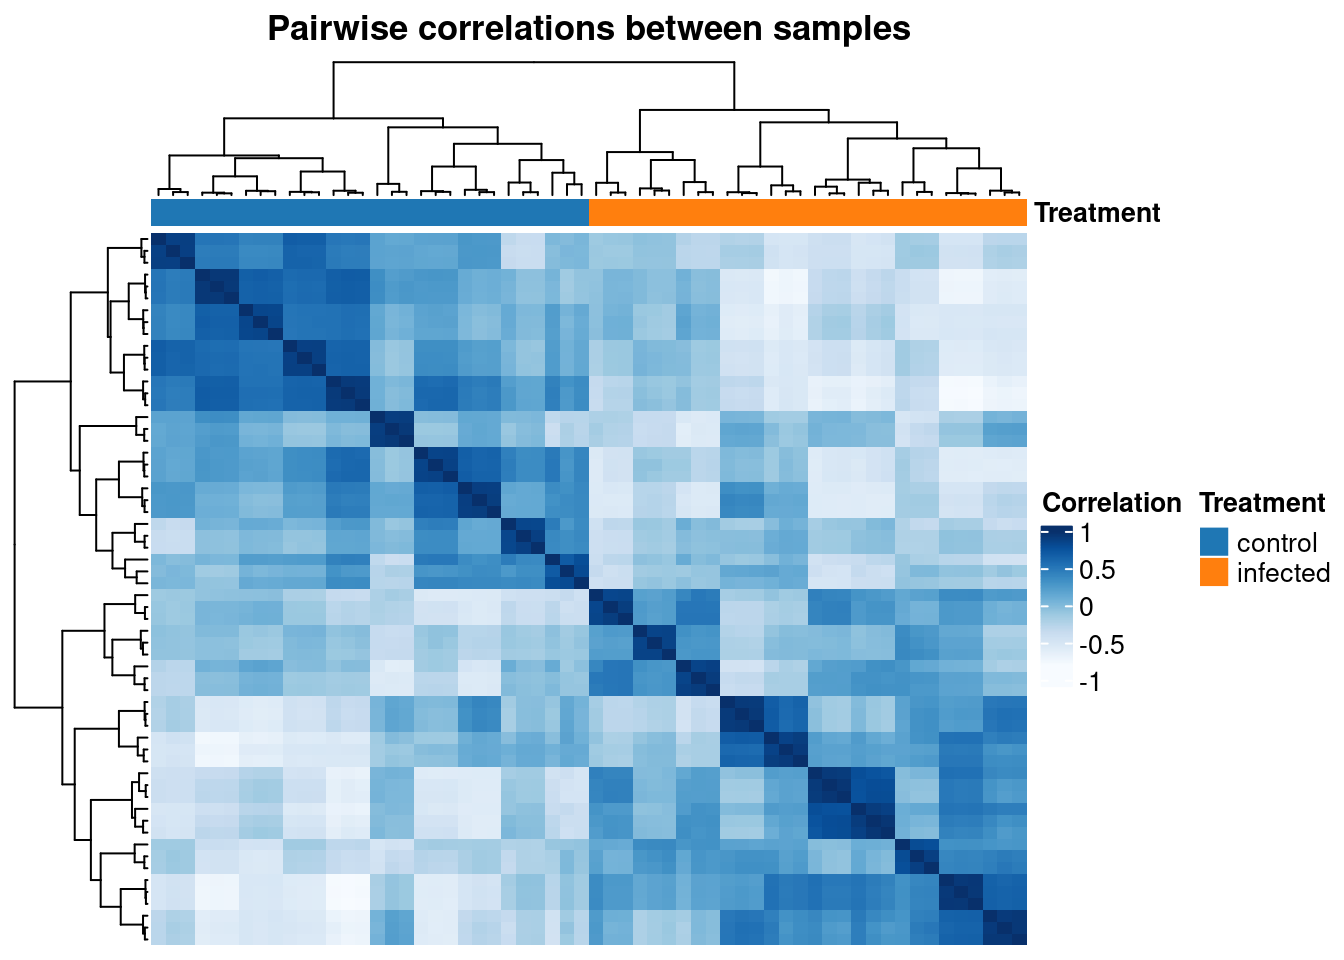 Pairwise correlations between samples
Treatment
Correlation
1
0.5
0
-0.5
-1
Treatment
control
infected